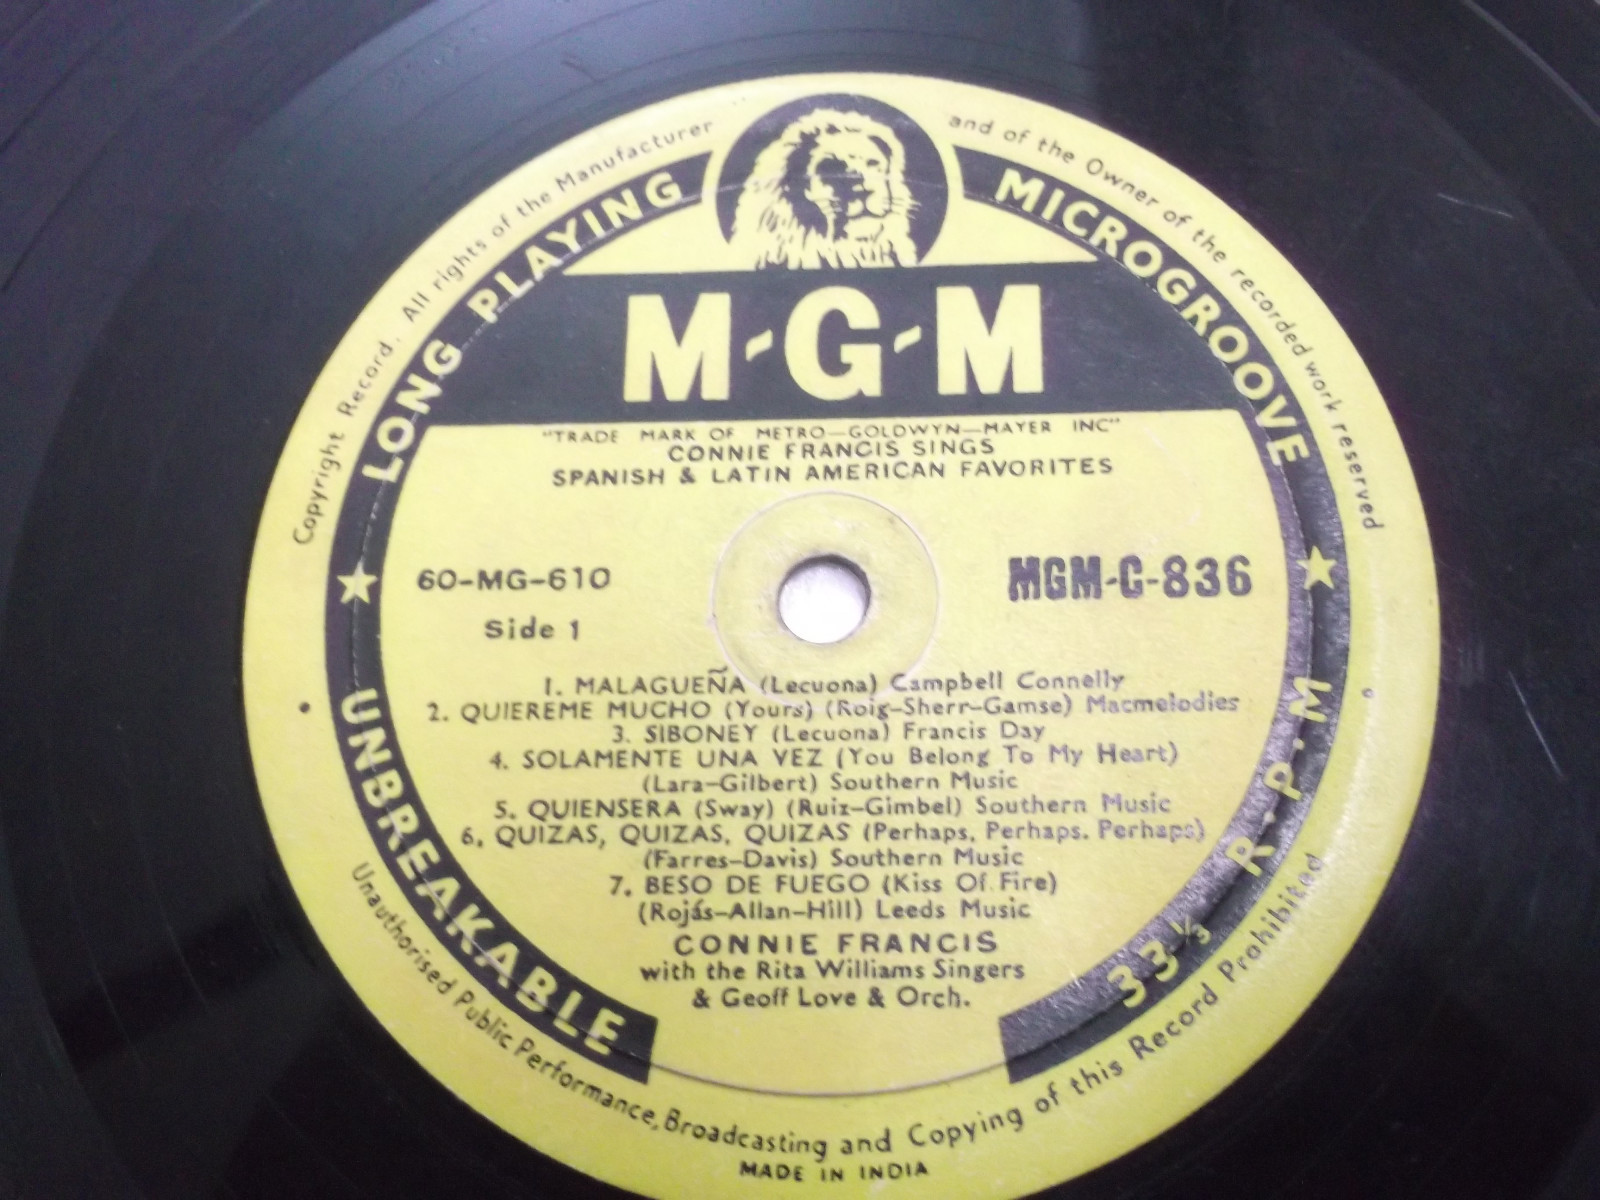 Copyright Record. All rights of the Manufacturer
and of the Owner of the recorded work reserved
LONG PLAYING
MICROGROOVE
M-G-M
"TRADE MARK OF METRO—GOLDWYN—MAYER INC"
CONNIE FRANCIS SINGS
SPANISH & LATIN AMERICAN FAVORITES
60-MG-610
MGM-C-836
Side 1
1. MALAGUEÑA (Lecuona) Campbell Connelly
2. QUIEREME MUCHO (Yours) (Roig-Sherr-Gamse) Macmelodies
3. SIBONEY (Lecuona) Francis Day
4. SOLAMENTE UNA VEZ (You Belong To My Heart)
(Lara-Gilbert) Southern Music
5. QUIENSERA (Sway) (Ruiz-Gimbel) Southern Music
6. QUIZAS, QUIZAS, QUIZAS (Perhaps, Perhaps. Perhaps)
(Farres-Davis) Southern Music
7. BESO DE FUEGO (Kiss Of Fire)
(Rojás-Allan-Hill) Leeds Music
CONNIE FRANCIS
with the Rita Williams Singers
& Geoff Love & Orch.
UNBREAKABLE
33⅓ R.P.M
Unauthorised Public Performance, Broadcasting and Copying of this Record Prohibited
MADE IN INDIA